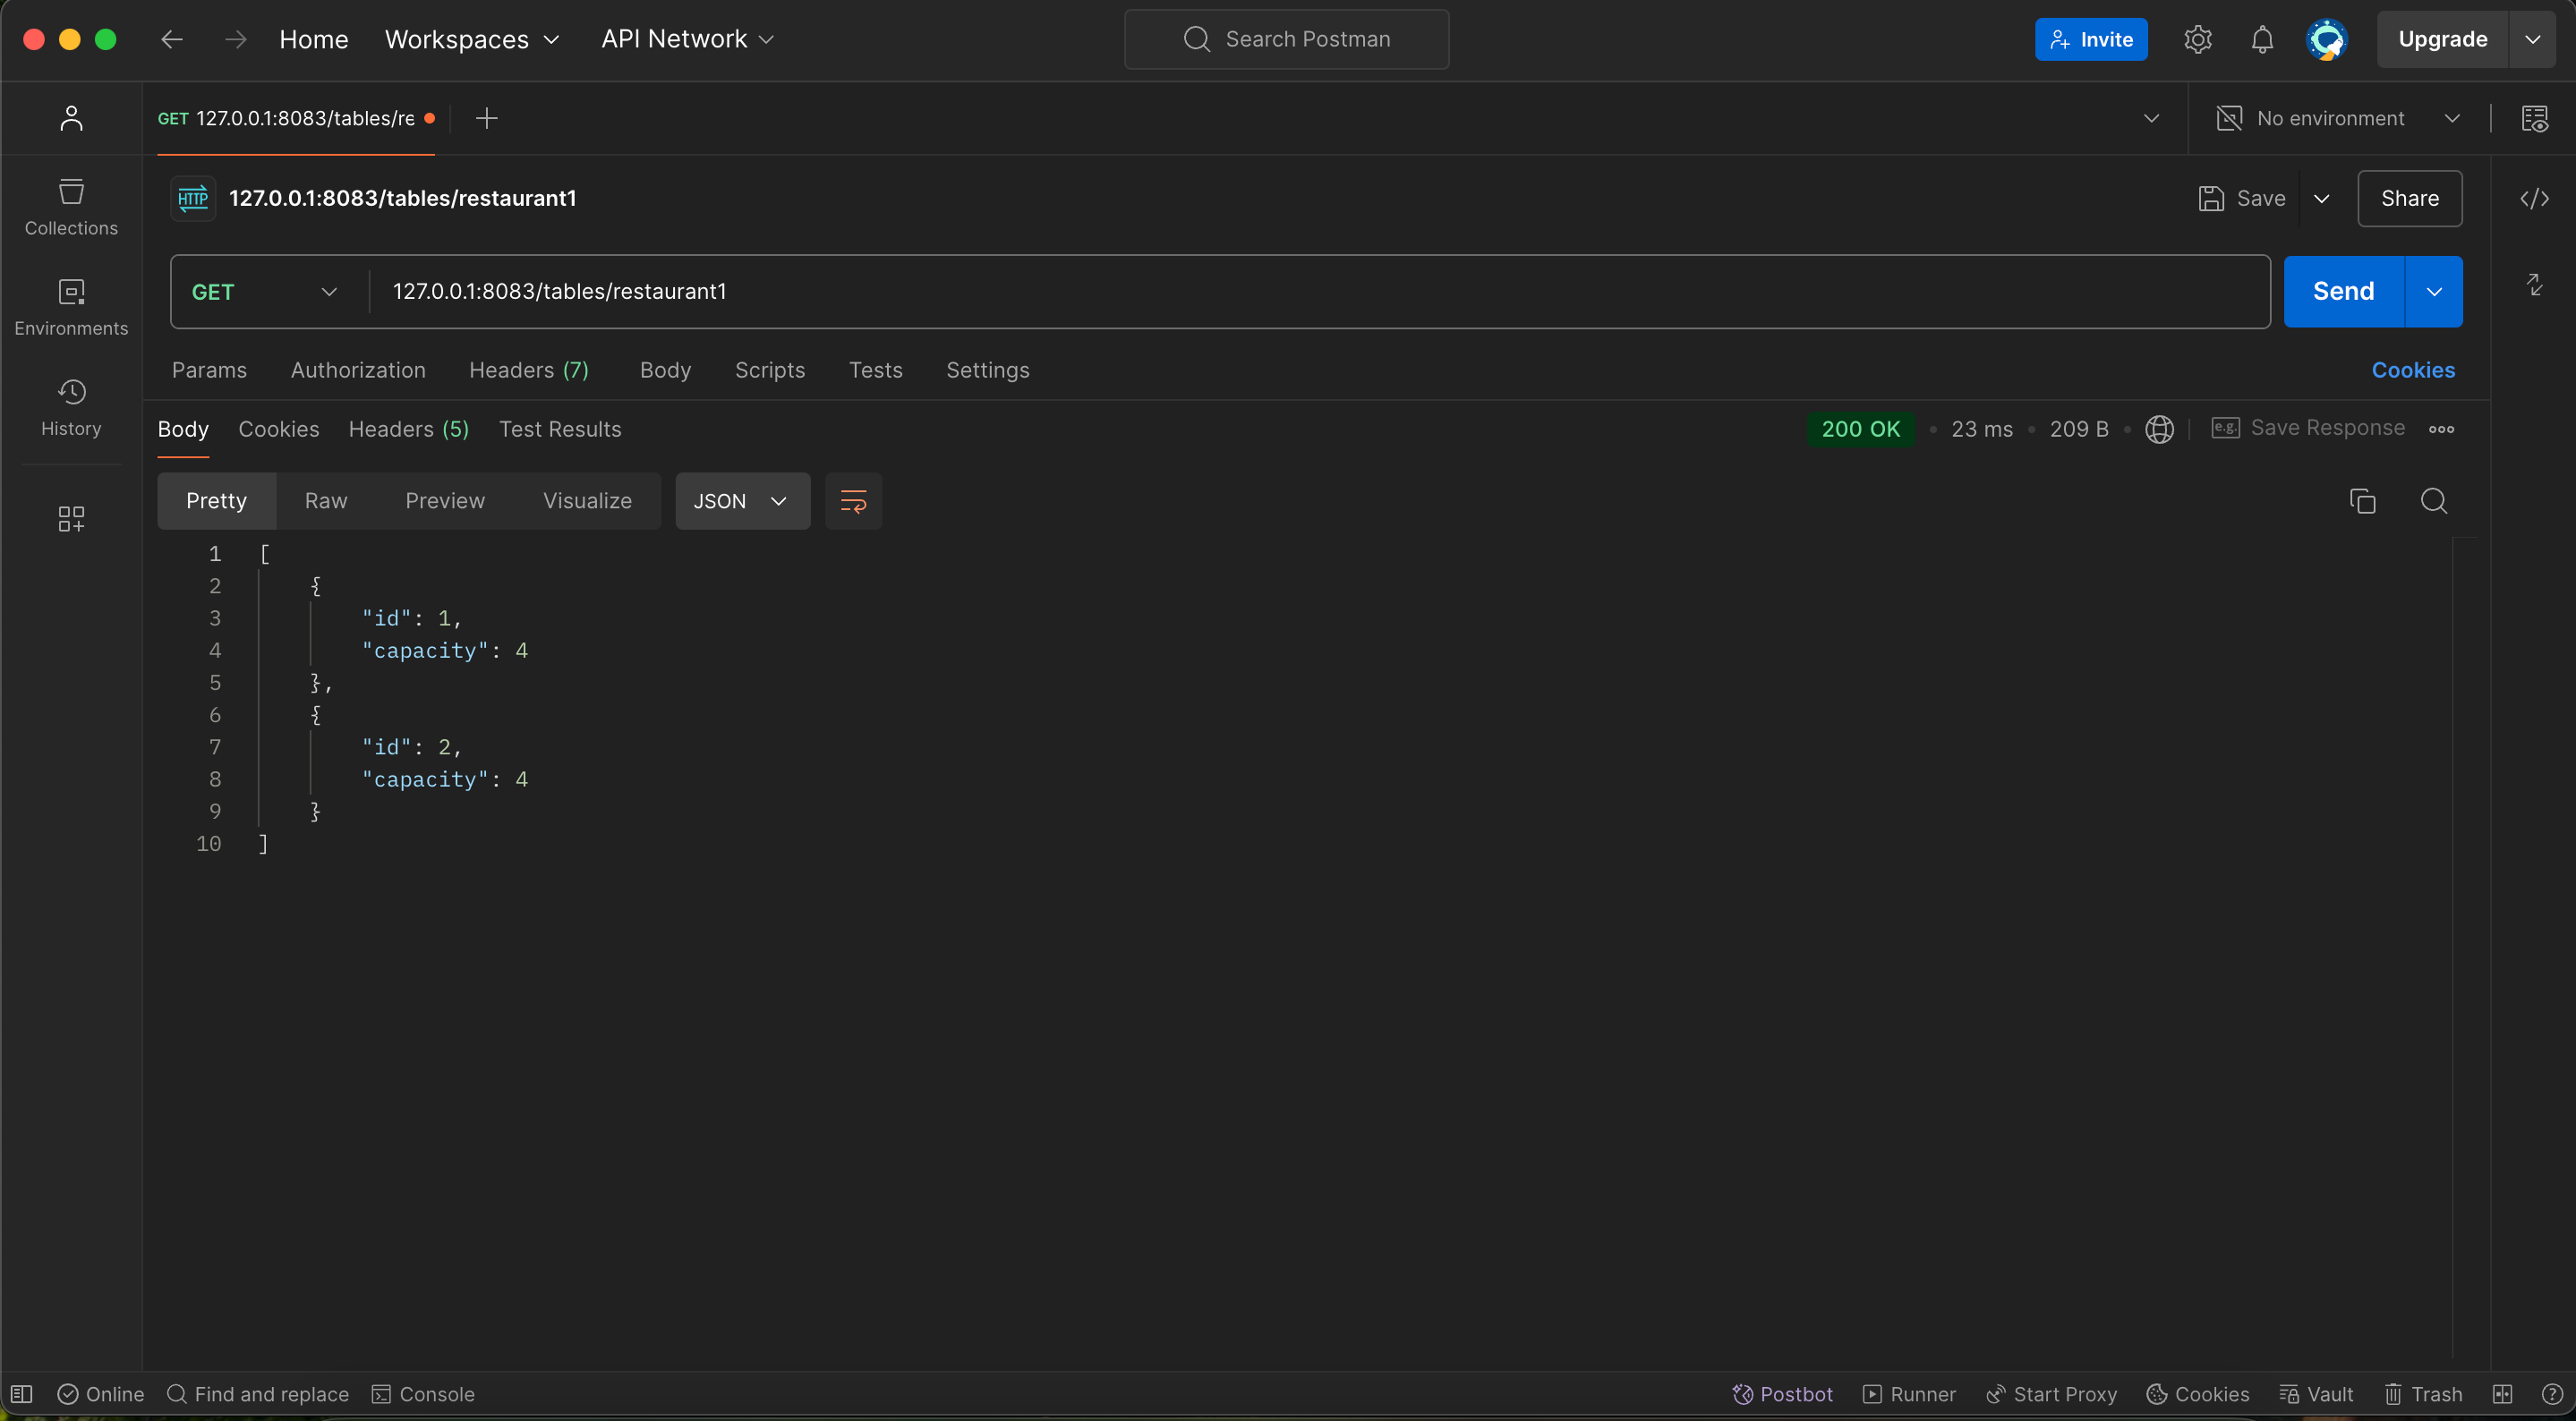 Home Workspaces API Network Search Postman Invite Upgrade
GET 127.0.0.1:8083/tables/re No environment
HTTP 127.0.0.1:8083/tables/restaurant1 Save Share
Collections
GET 127.0.0.1:8083/tables/restaurant1 Send
Environments
Params Authorization Headers (7) Body Scripts Tests Settings Cookies
History
Body Cookies Headers (5) Test Results 200 OK • 23 ms • 209 B • e.g. Save Response
Pretty Raw Preview Visualize JSON
1 [
2 {
3 "id": 1,
4 "capacity": 4
5 },
6 {
7 "id": 2,
8 "capacity": 4
9 }
10 ]
Online Find and replace Console Postbot Runner Start Proxy Cookies Vault Trash